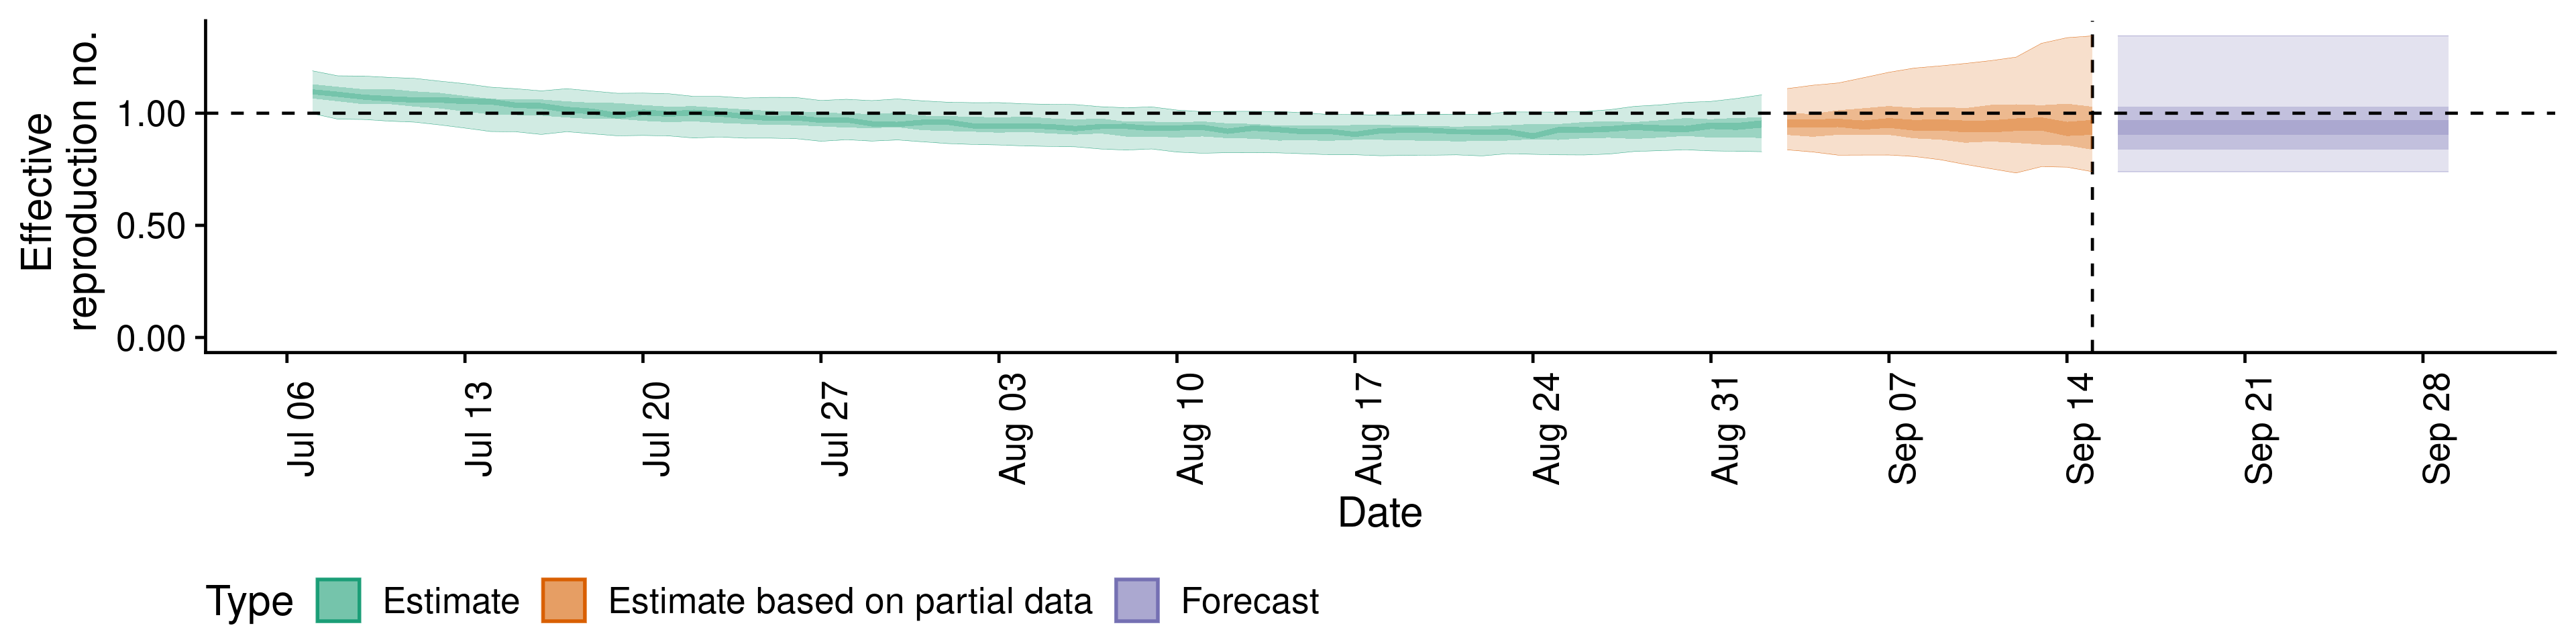 Effective
reproduction no.
1.00
0.50
0.00
Jul 06
Jul 13
Jul 20
Jul 27
Aug 03
Aug 10
Aug 17
Aug 24
Aug 31
Sep 07
Sep 14
Sep 21
Sep 28
Date
Type Estimate Estimate based on partial data Forecast